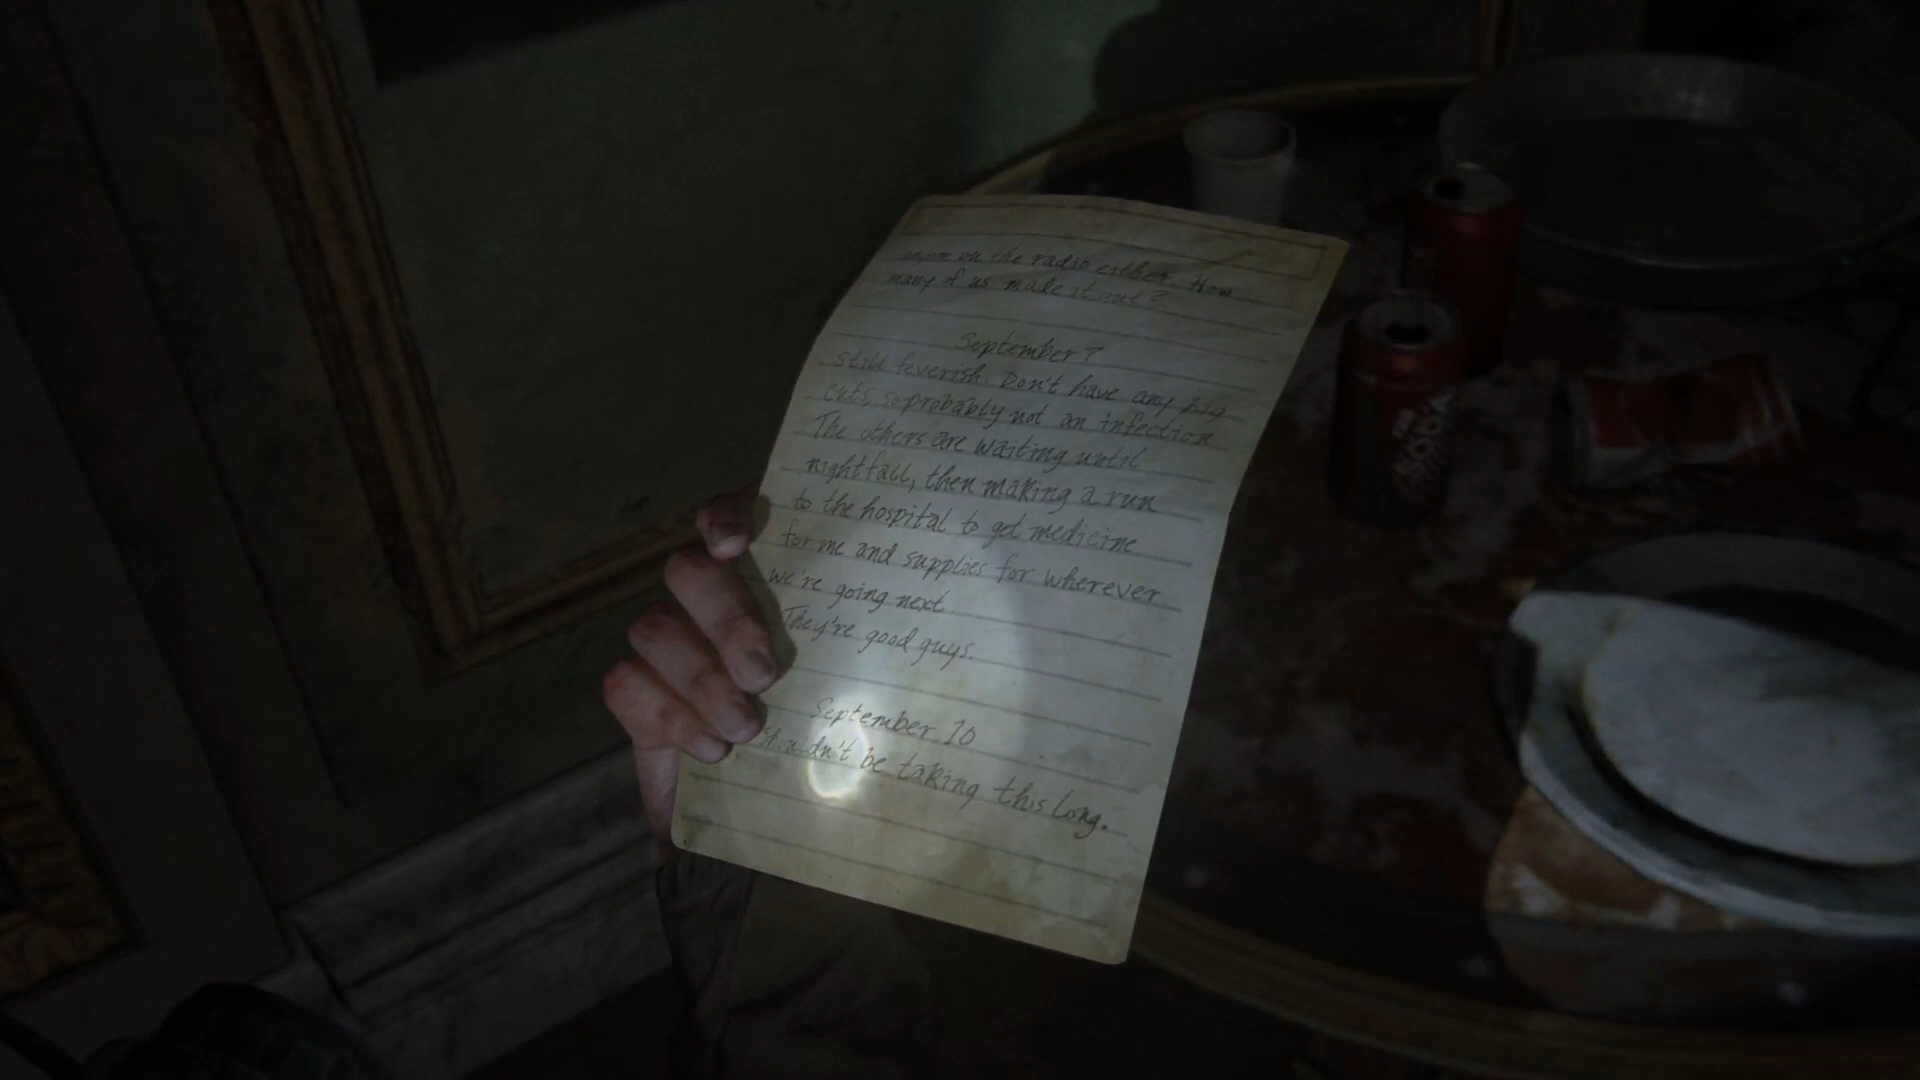 on the radio either. How
many of us made it out?
September 7
Still feverish. Don't have any big
cuts, so probably not an infection
The others are waiting until
nightfall, then making a run
to the hospital to get medicine
for me and supplies for wherever
we're going next.
They're good guys.
September 10
Shouldn't be taking this long.
SODA